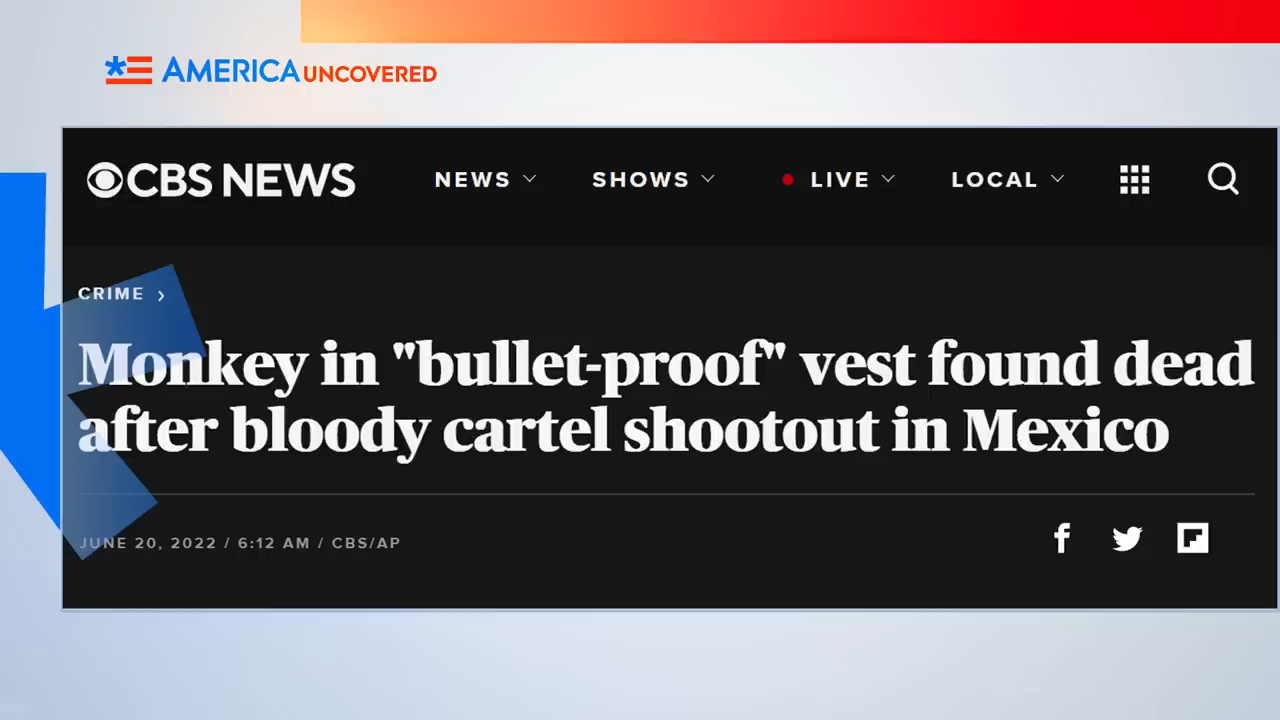 AMERICA UNCOVERED
CBS NEWS NEWS SHOWS LIVE LOCAL
CRIME ›
Monkey in "bullet-proof" vest found dead
after bloody cartel shootout in Mexico
JUNE 20, 2022 / 6:12 AM / CBS/AP